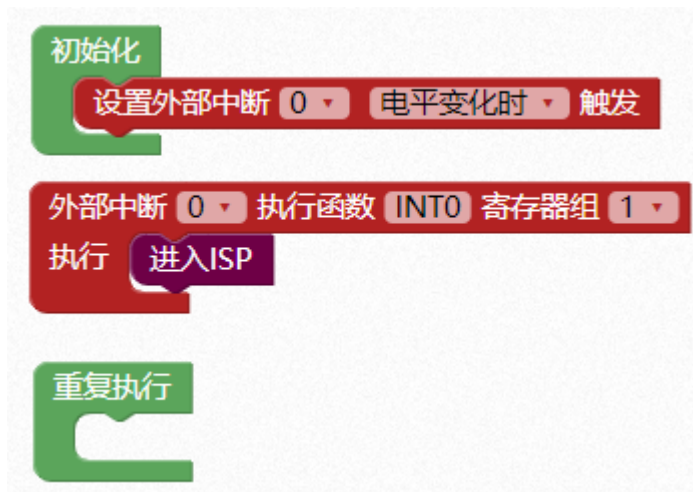 初始化
设置外部中断 0 电平变化时 触发
外部中断 0 执行函数 INT0 寄存器组 1
执行 进入ISP
重复执行